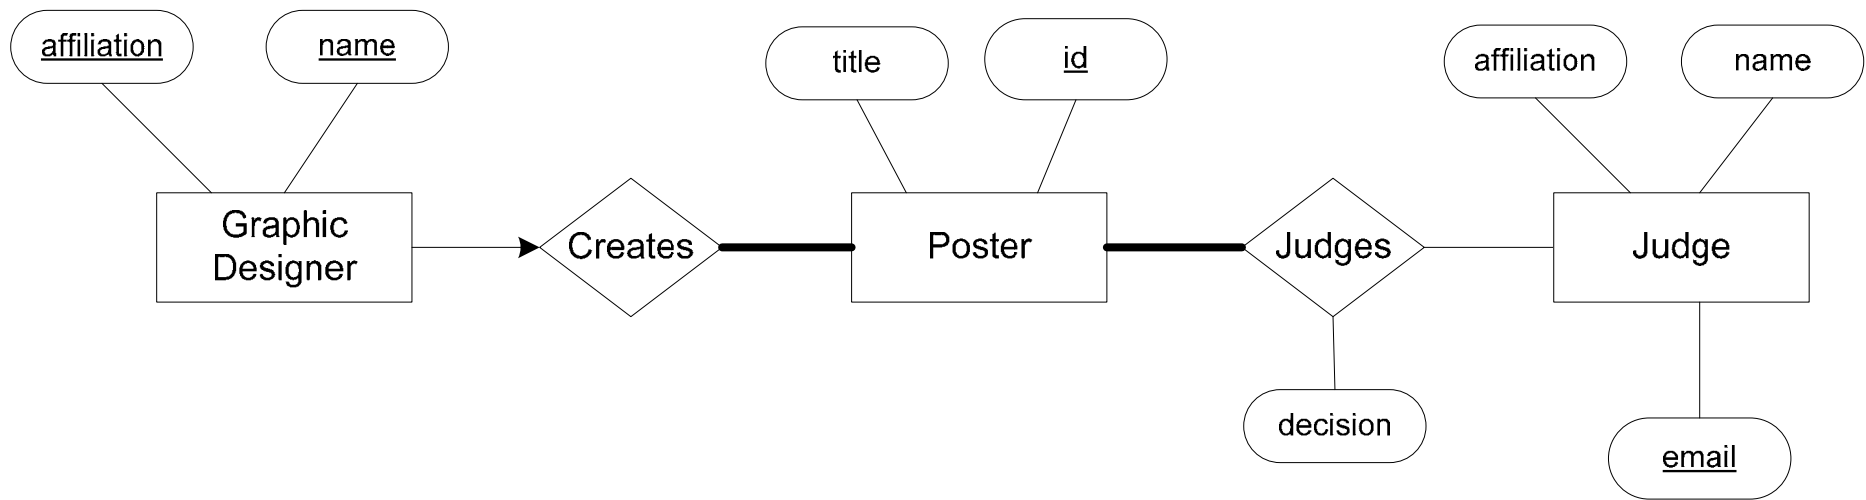 affiliation
name
title
id
affiliation
name
Graphic
Designer
Creates
Poster
Judges
Judge
decision
email